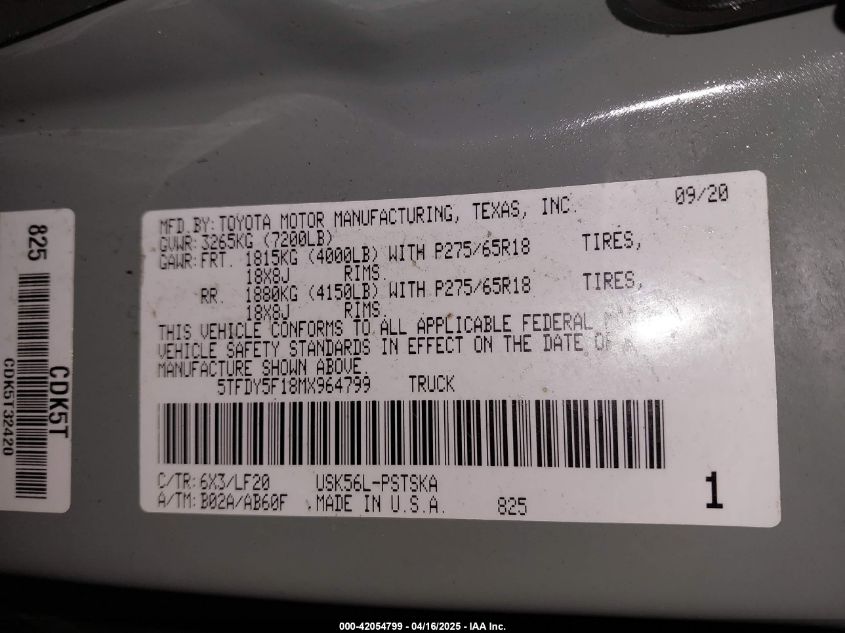 825
CDK5T
CDK5T32420
MFD.BY: TOYOTA MOTOR MANUFACTURING, TEXAS, INC. 09/20
GVWR: 3265KG (7200LB)
GAWR: FRT. 1815KG (4000LB) WITH P275/65R18 TIRES,
18X8J RIMS.
RR. 1880KG (4150LB) WITH P275/65R18 TIRES,
18X8J RIMS.
THIS VEHICLE CONFORMS TO ALL APPLICABLE FEDERAL
VEHICLE SAFETY STANDARDS IN EFFECT ON THE DATE OF
MANUFACTURE SHOWN ABOVE.
5TFDY5F18MX964799 TRUCK
C/TR: 6X3/LF20 USK56L-PSTSKA
A/TM: B02A/AB60F MADE IN U.S.A. 825
1
000-42054799 - 04/16/2025 - IAA Inc.